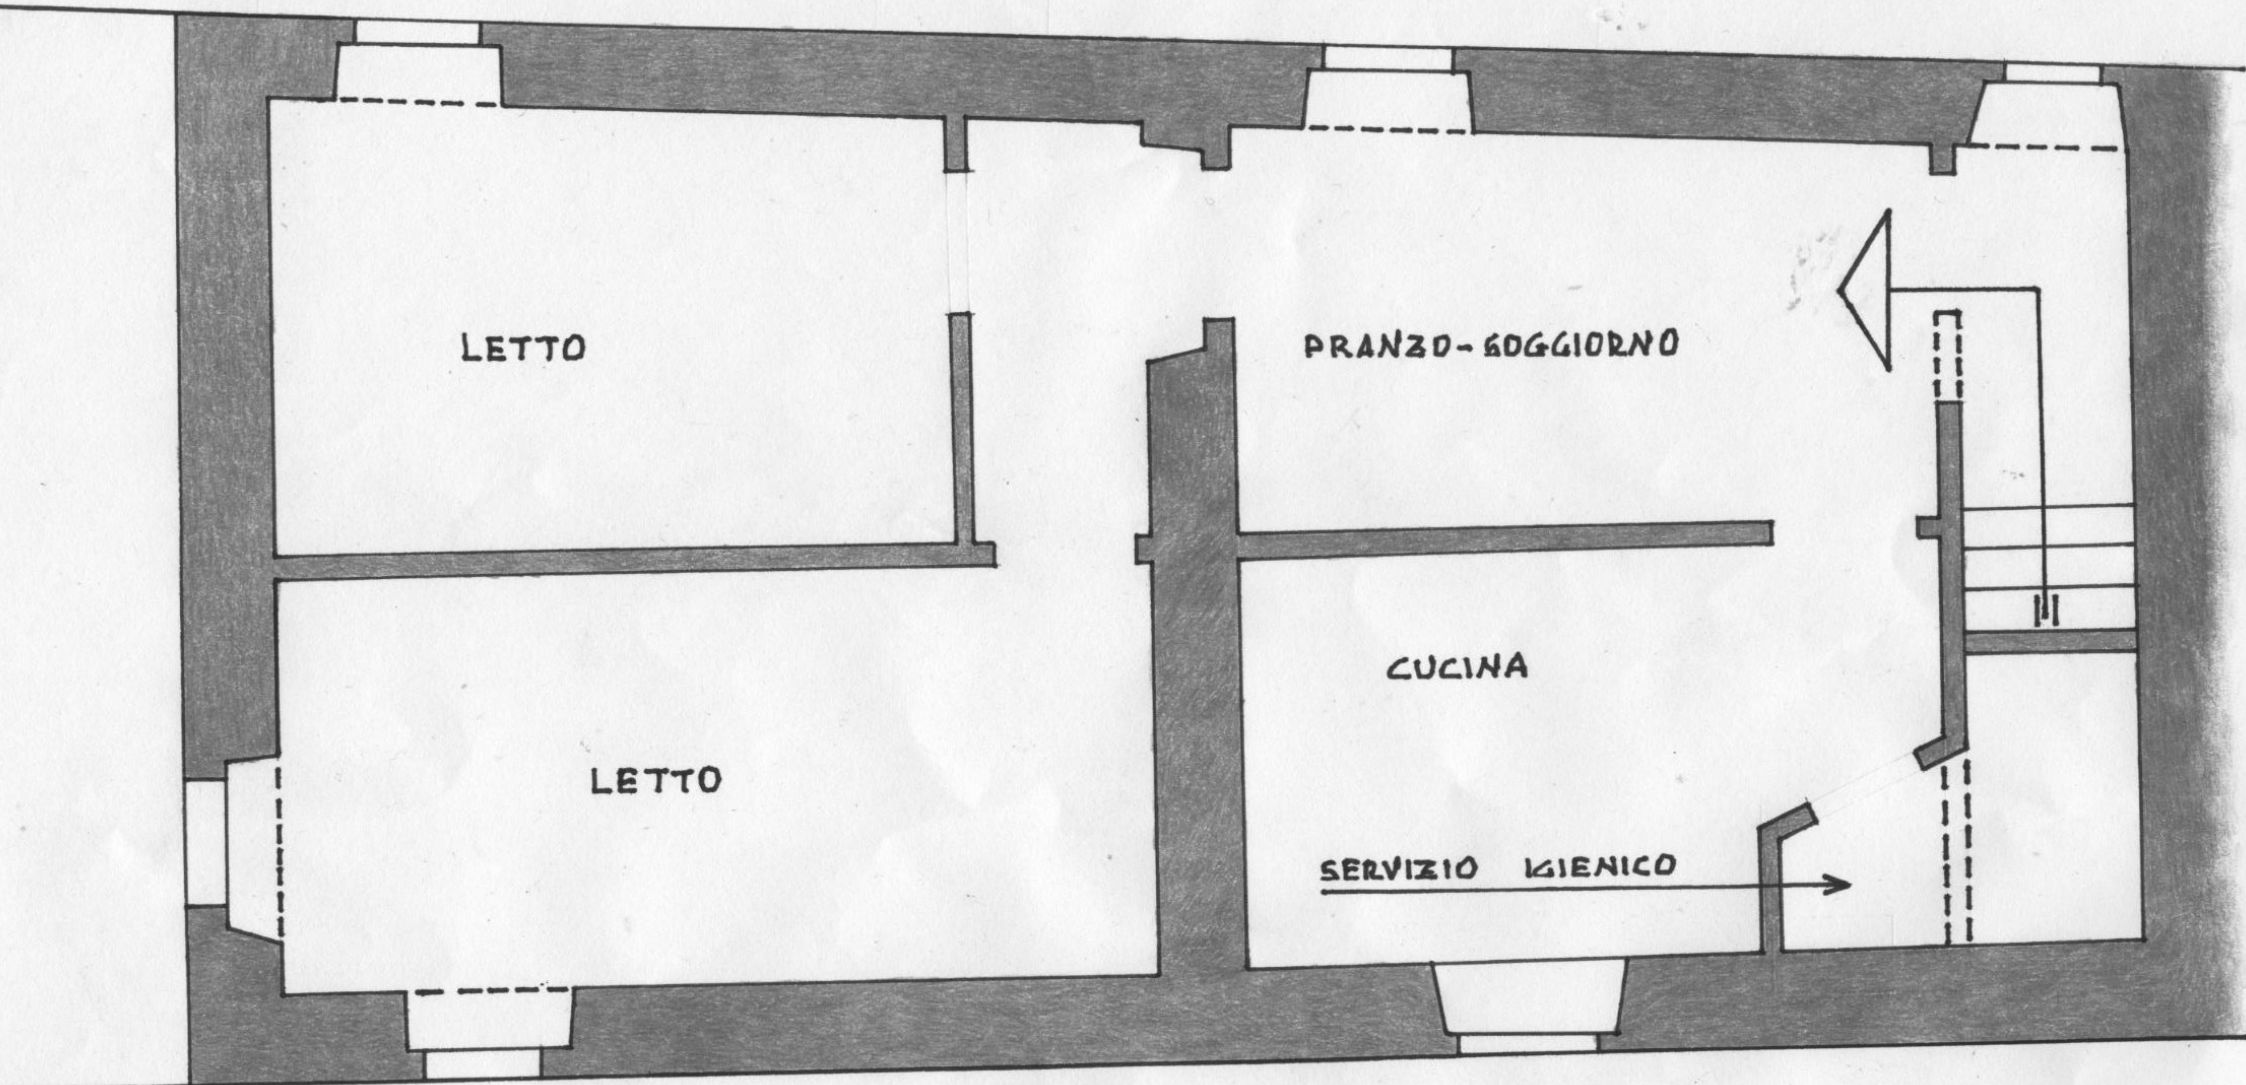 LETTO
PRANZO-SOGGIORNO
CUCINA
LETTO
SERVIZIO IGIENICO